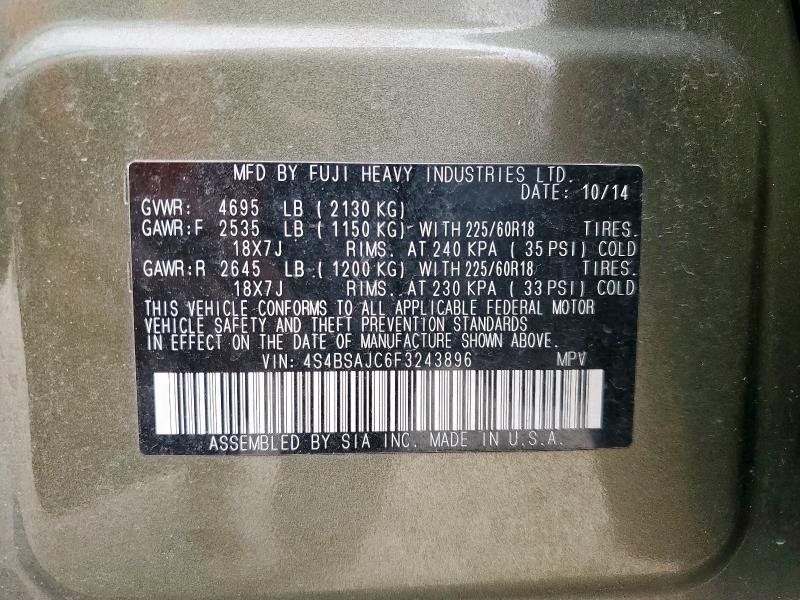 MFD BY FUJI HEAVY INDUSTRIES LTD.
DATE: 10/14
GVWR: 4695 LB ( 2130 KG)
GAWR:F 2535 LB ( 1150 KG) WITH 225/60R18 TIRES.
18X7J RIMS. AT 240 KPA ( 35 PSI) COLD
GAWR:R 2645 LB ( 1200 KG) WITH 225/60R18 TIRES.
18X7J RIMS. AT 230 KPA ( 33 PSI) COLD
THIS VEHICLE CONFORMS TO ALL APPLICABLE FEDERAL MOTOR
VEHICLE SAFETY AND THEFT PREVENTION STANDARDS
IN EFFECT ON THE DATE OF MANUFACTURE SHOWN ABOVE.
VIN: 4S4BSAJC6F3243896 MPV
ASSEMBLED BY SIA INC. MADE IN U.S.A.